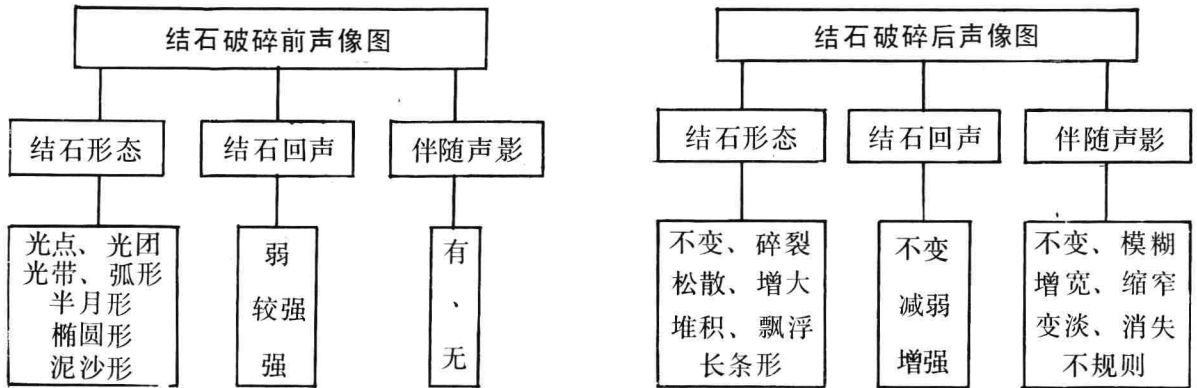 结石破碎前声像图
结石形态
结石回声
伴随声影
光点、光团
光带、弧形
半月形
椭圆形
泥沙形
弱
较强
强
有
、
无
结石破碎后声像图
结石形态
结石回声
伴随声影
不变、碎裂
松散、增大
堆积、飘浮
长条形
不变
减弱
增强
不变、模糊
增宽、缩窄
变淡、消失
不规则